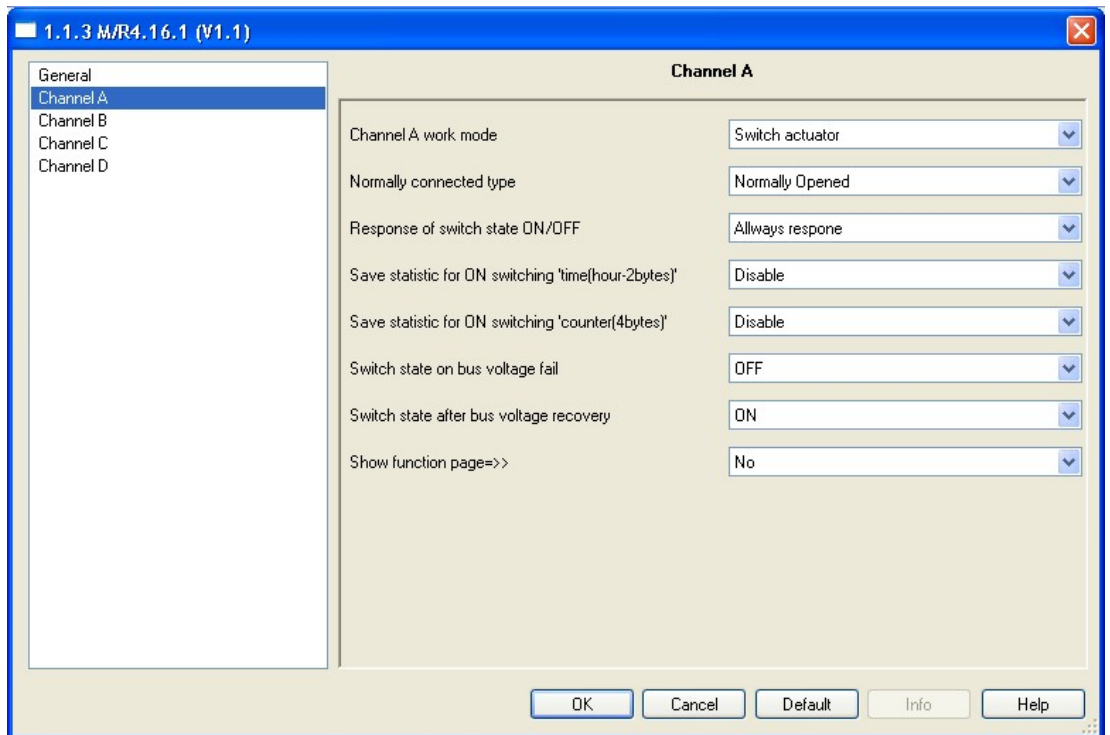 1.1.3 M/R4.16.1 (V1.1)
General
Channel A
Channel B
Channel C
Channel D
Channel A
Channel A work mode Switch actuator
Normally connected type Normally Opened
Response of switch state ON/OFF Allways respone
Save statistic for ON switching 'time(hour-2bytes)' Disable
Save statistic for ON switching 'counter(4bytes)' Disable
Switch state on bus voltage fail OFF
Switch state after bus voltage recovery ON
Show function page=>> No
OK Cancel Default Info Help